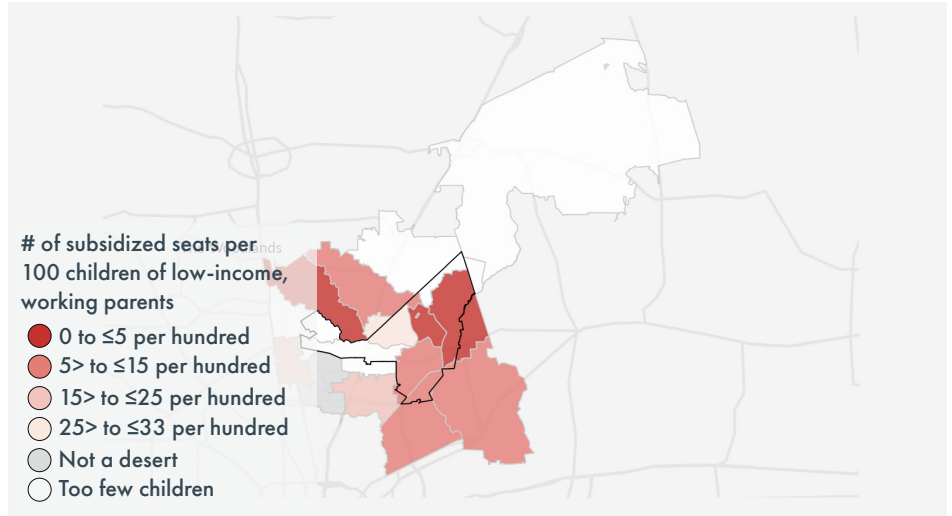 # of subsidized seats per
100 children of low-income,
working parents
0 to ≤5 per hundred
5> to ≤15 per hundred
15> to ≤25 per hundred
25> to ≤33 per hundred
Not a desert
Too few children